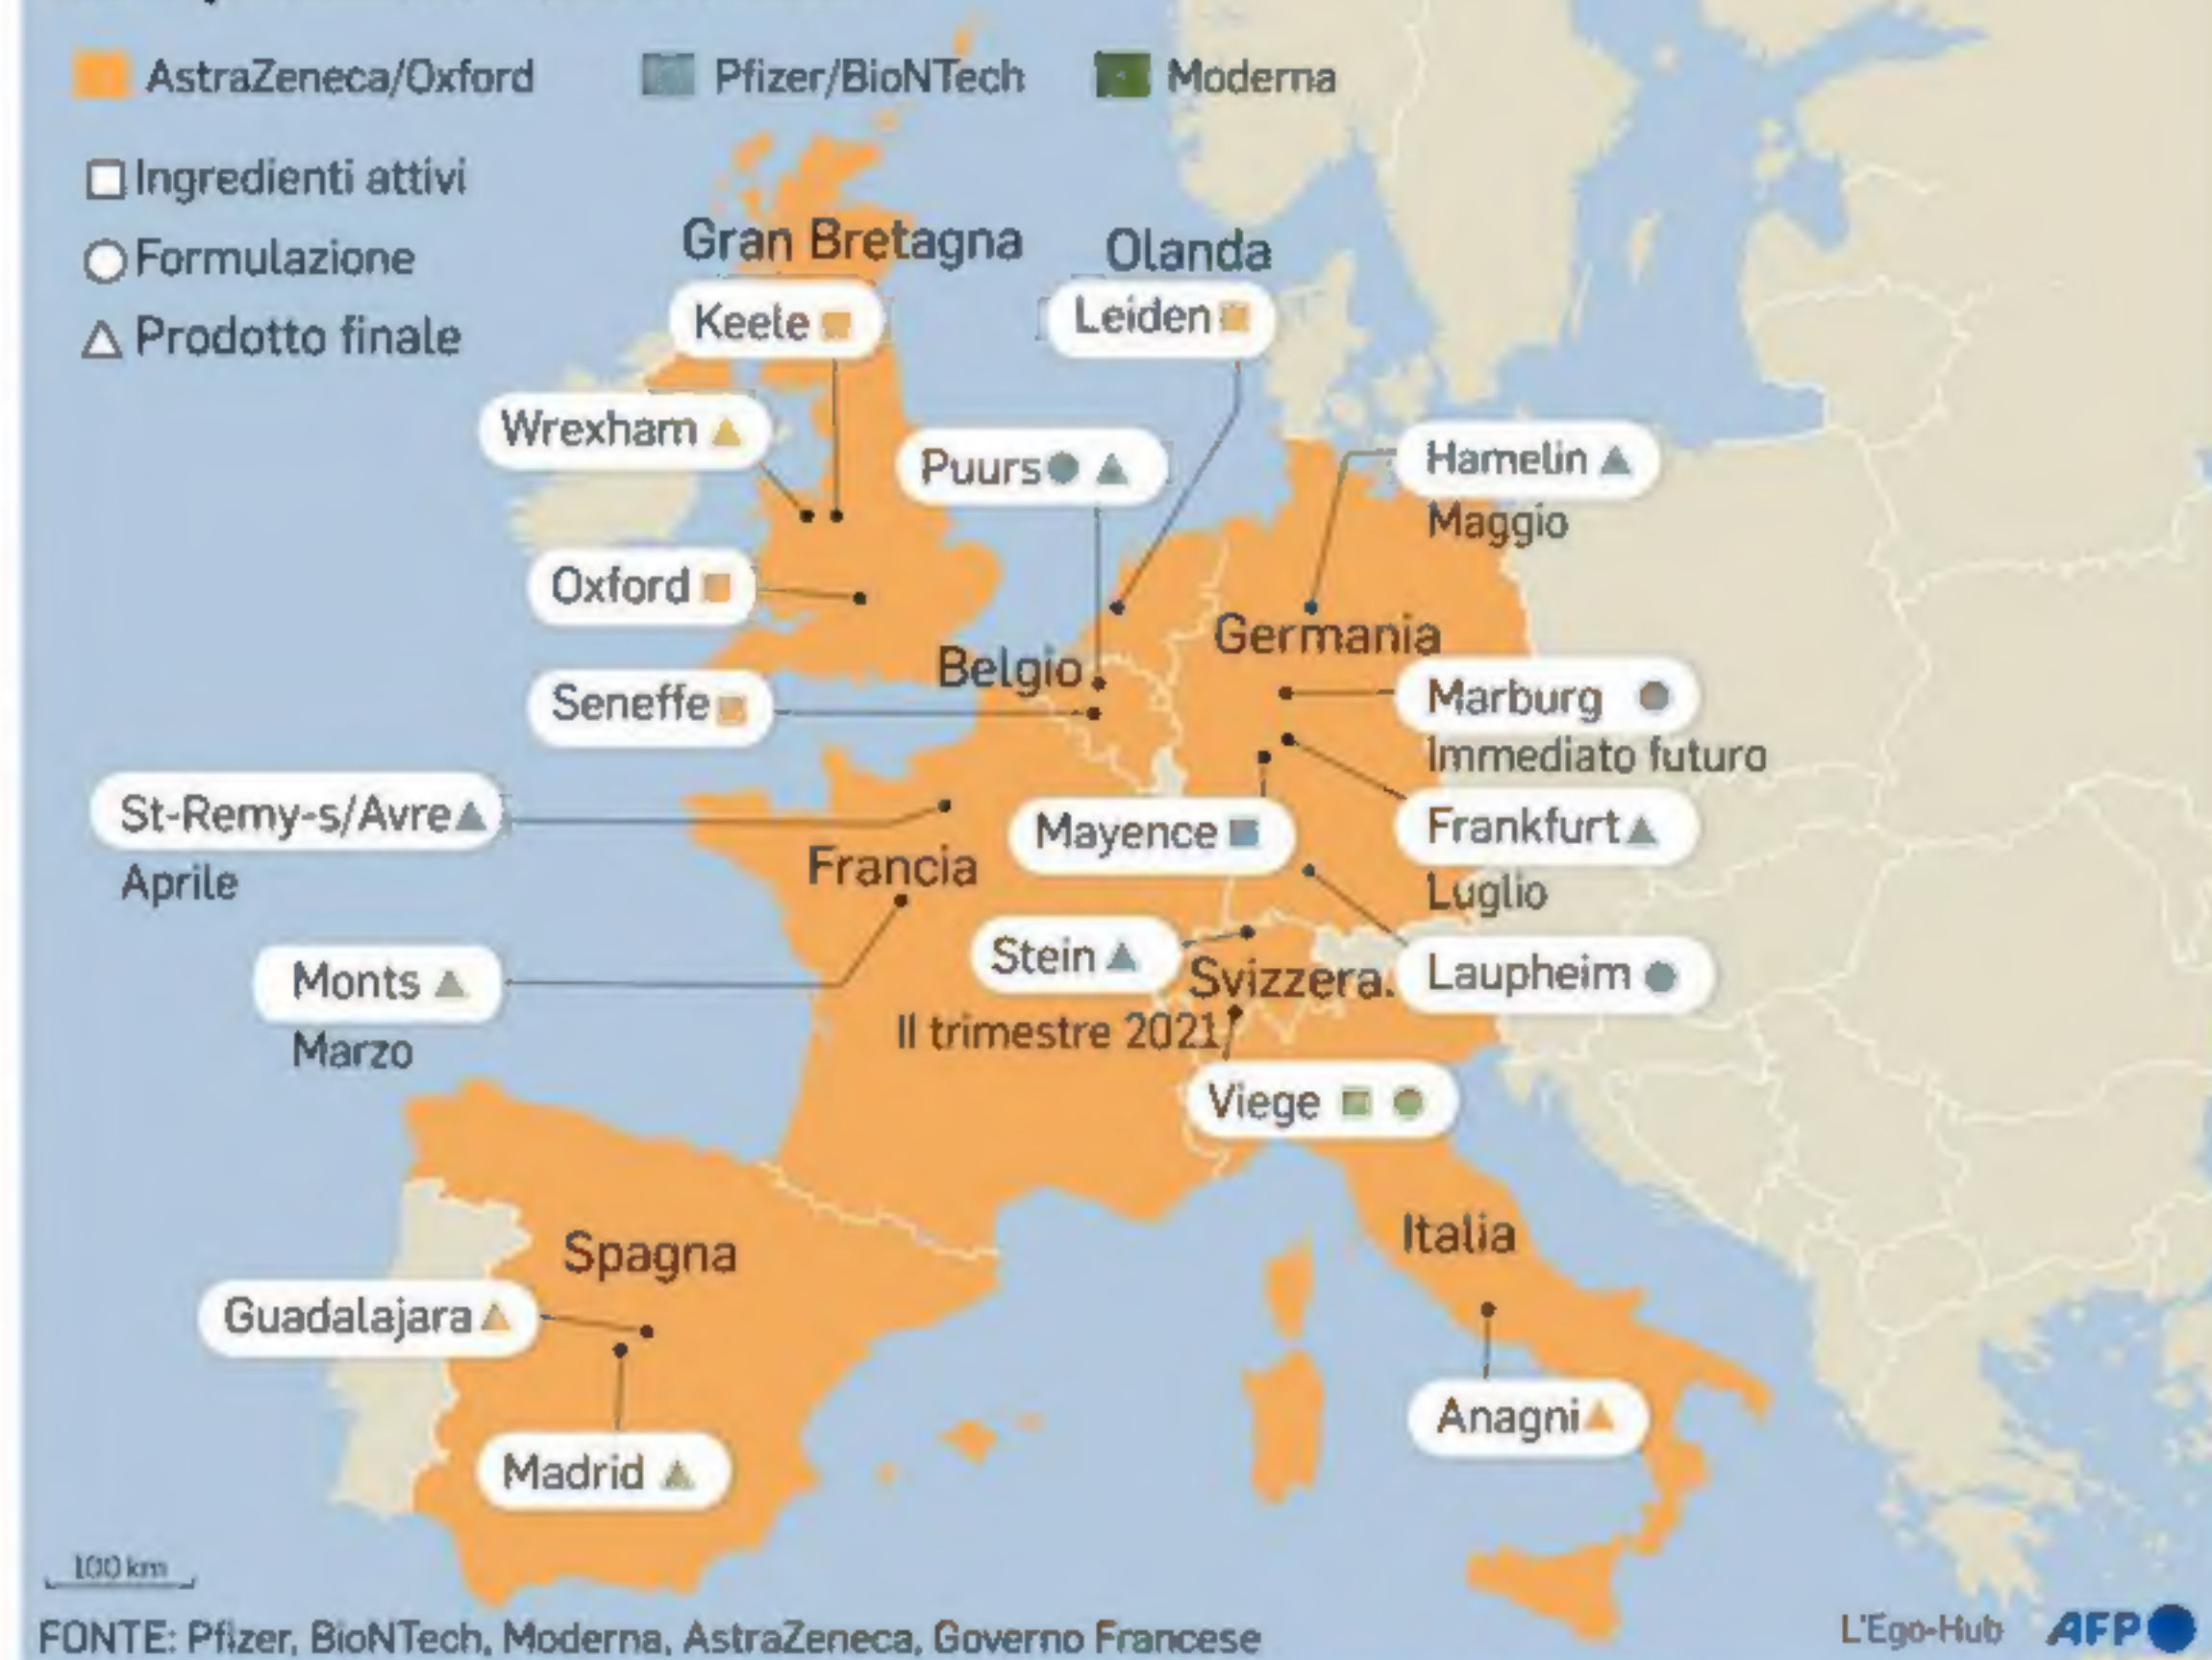 AstraZeneca/Oxford
Pfizer/BioNTech
Moderna
Ingredienti attivi
Formulazione
Prodotto finale
Gran Bretagna
Olanda
Keele
Leiden
Wrexham
Puurs
Hamelin
Maggio
Oxford
Germania
Belgio
Seneffe
Marburg
Immediato futuro
St-Remy-s/Avre
Aprile
Mayence
Frankfurt
Luglio
Francia
Stein
Svizzera.
Laupheim
Monts
Marzo
II trimestre 2021
Viege
Spagna
Italia
Guadalajara
Anagni
Madrid
100 km
FONTE: Pfizer, BioNTech, Moderna, AstraZeneca, Governo Francese
L'Ego-Hub
AFP